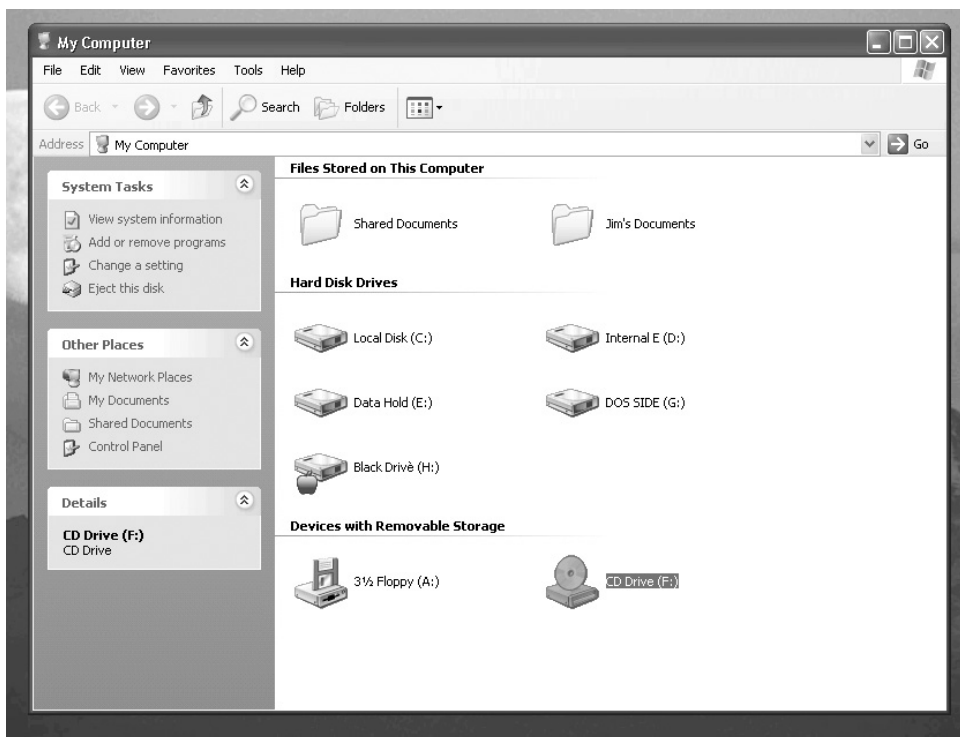 My Computer
File Edit View Favorites Tools Help
Back Search Folders
Address My Computer Go
System Tasks
View system information
Add or remove programs
Change a setting
Eject this disk
Other Places
My Network Places
My Documents
Shared Documents
Control Panel
Details
CD Drive (F:)
CD Drive
Files Stored on This Computer
Shared Documents Jim's Documents
Hard Disk Drives
Local Disk (C:) Internal E (D:)
Data Hold (E:) DOS SIDE (G:)
Black Drivè (H:)
Devices with Removable Storage
3½ Floppy (A:) CD Drive (F:)